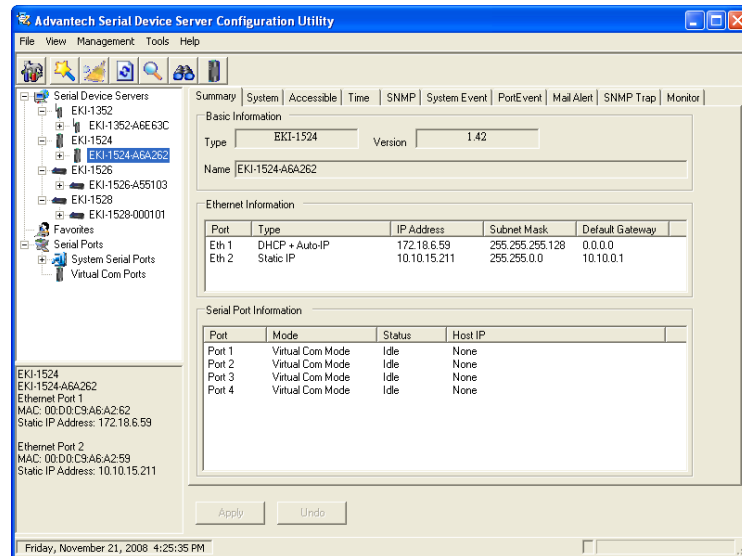 Advantech Serial Device Server Configuration Utility
File View Management Tools Help
Serial Device Servers
EKI-1352
EKI-1352-A6E63C
EKI-1524
EKI-1524-A6A262
EKI-1526
EKI-1526-A55103
EKI-1528
EKI-1528-000101
Favorites
Serial Ports
System Serial Ports
Virtual Com Ports
EKI-1524
EKI-1524-A6A262
Ethernet Port 1
MAC: 00:D0:C9:A6:A2:62
Static IP Address: 172.18.6.59
Ethernet Port 2
MAC: 00:D0:C9:A6:A2:59
Static IP Address: 10.10.15.211
Summary System Accessible Time SNMP System Event PortEvent Mail Alert SNMP Trap Monitor
Basic Information
Type EKI-1524 Version 1.42
Name EKI-1524-A6A262
Ethernet Information
Port Type IP Address Subnet Mask Default Gateway
Eth 1 DHCP + Auto-IP 172.18.6.59 255.255.255.128 0.0.0.0
Eth 2 Static IP 10.10.15.211 255.255.0.0 10.10.0.1
Serial Port Information
Port Mode Status Host IP
Port 1 Virtual Com Mode Idle None
Port 2 Virtual Com Mode Idle None
Port 3 Virtual Com Mode Idle None
Port 4 Virtual Com Mode Idle None
Apply Undo
Friday, November 21, 2008 4:25:35 PM